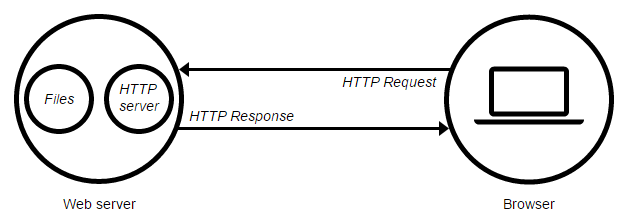 Files
HTTP
server
HTTP Request
HTTP Response
Web server
Browser